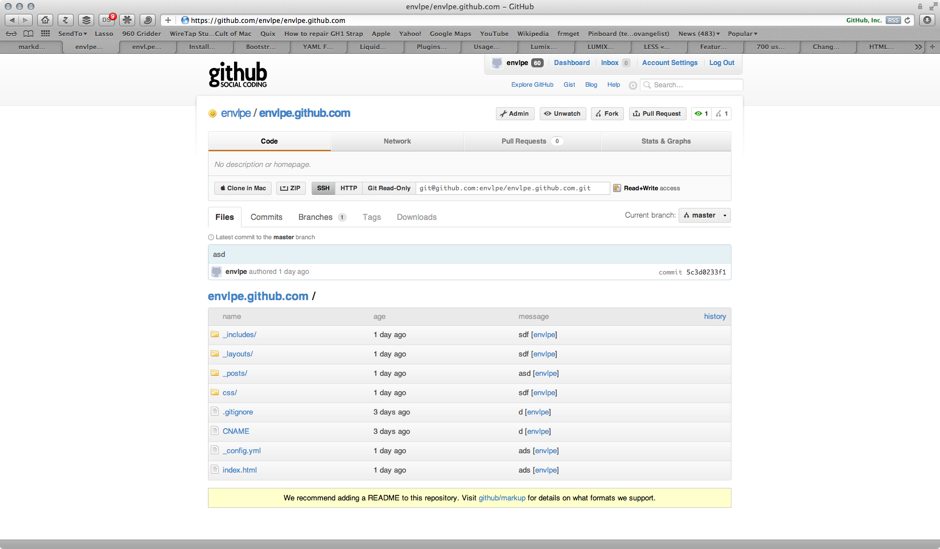 envlpe/envlpe.github.com – GitHub
https://github.com/envlpe/envlpe.github.com GitHub, Inc. RSS
SendTo Lasso 960 Gridder WireTap Stu...Cult of Mac Quix How to repair GH1 Strap Apple Yahoo! Google Maps YouTube Wikipedia frmget Pinboard (te...ovangelist) News (483) Popular
markd... envlpe... envLpe... Install... Bootstr... YAML F... Liquid... Plugins... Usage... Lumix... LUMIX... LESS «... Featur... 700 us... Chang... HTML...
github
SOCIAL CODING
envlpe 60 Dashboard Inbox 0 Account Settings Log Out
Explore GitHub Gist Blog Help Search...
envlpe / envlpe.github.com
Admin Unwatch Fork Pull Request 1 1
Code Network Pull Requests 0 Stats & Graphs
No description or homepage.
Clone in Mac ZIP SSH HTTP Git Read-Only git@github.com:envlpe/envlpe.github.com.git Read+Write access
Files Commits Branches 1 Tags Downloads Current branch: master
Latest commit to the master branch
asd
envlpe authored 1 day ago commit 5c3d0233f1
envlpe.github.com /
name age message history
_includes/ 1 day ago sdf [envlpe]
_layouts/ 1 day ago sdf [envlpe]
_posts/ 1 day ago asd [envlpe]
css/ 1 day ago sdf [envlpe]
.gitignore 3 days ago d [envlpe]
CNAME 3 days ago d [envlpe]
_config.yml 1 day ago ads [envlpe]
index.html 1 day ago ads [envlpe]
We recommend adding a README to this repository. Visit github/markup for details on what formats we support.